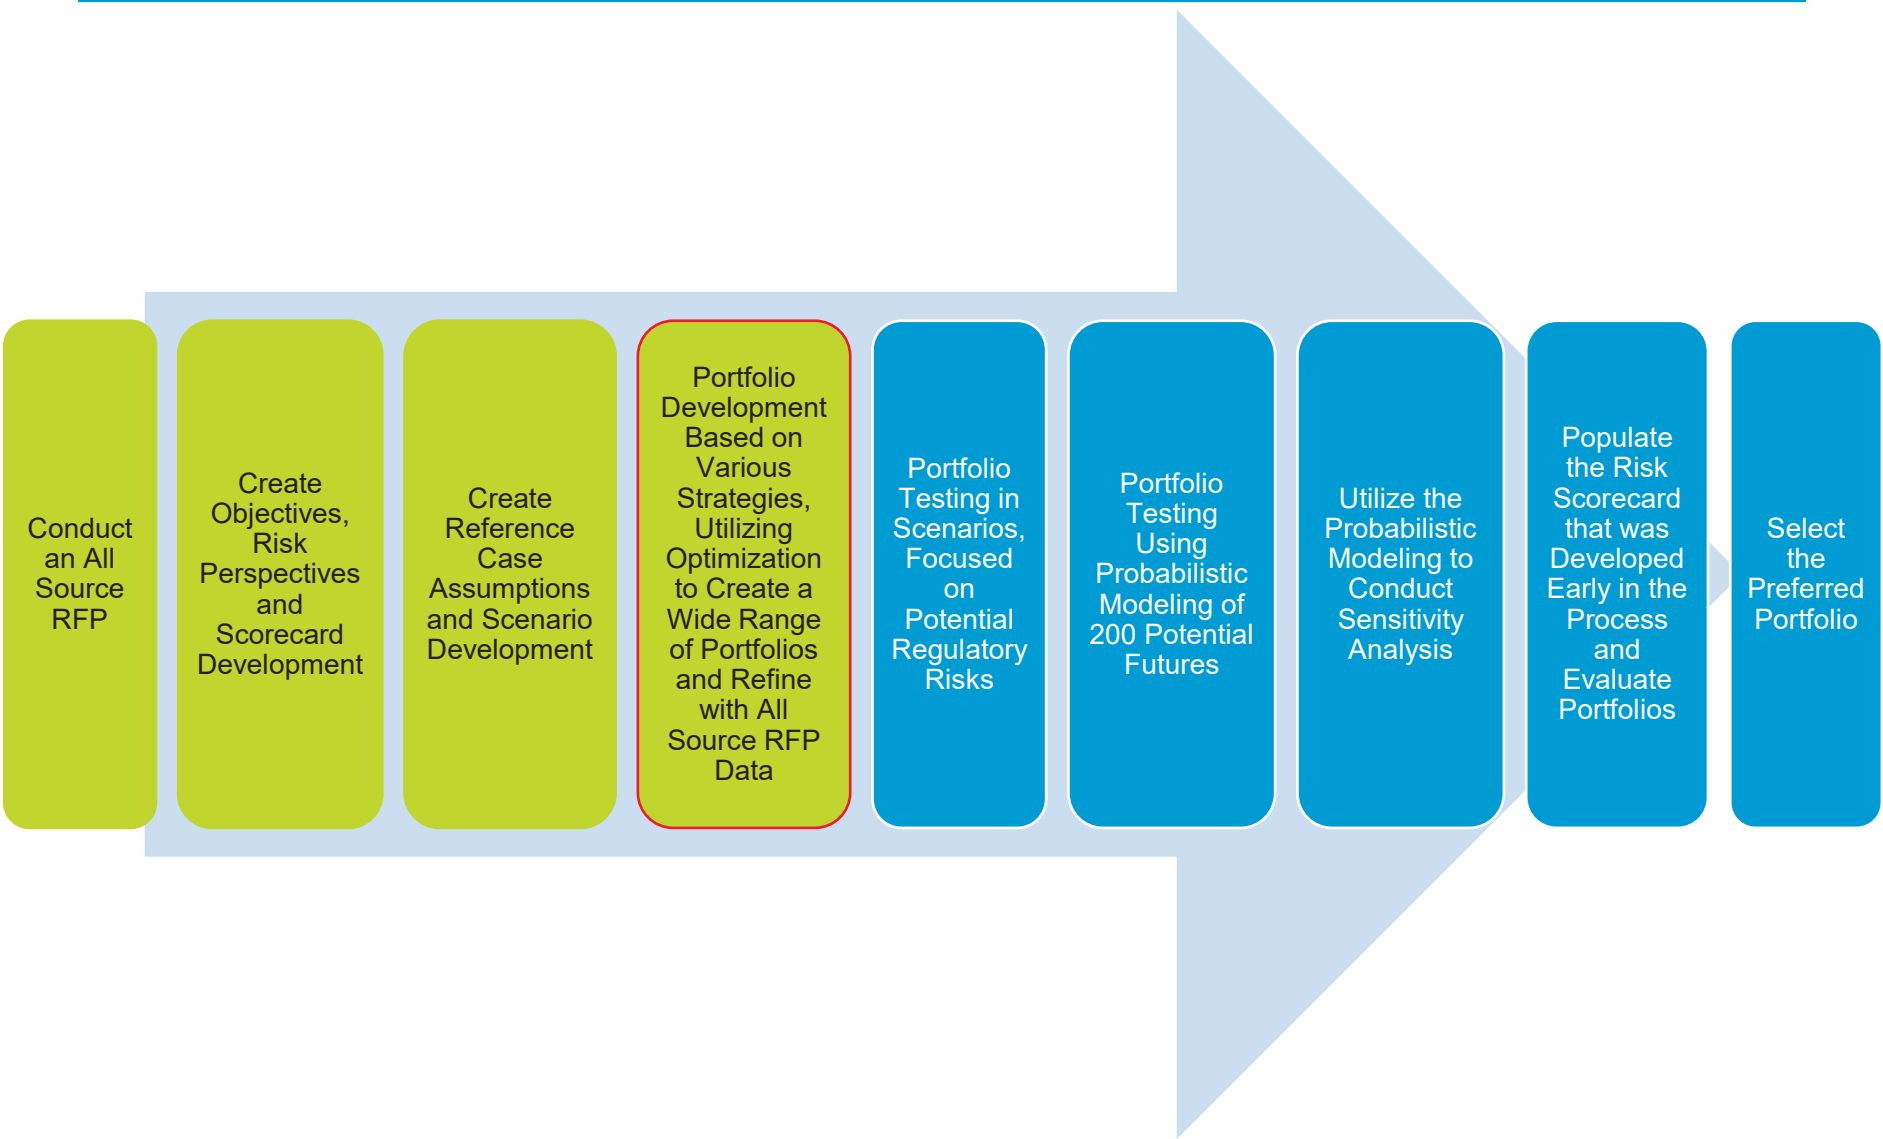 Conduct
an All
Source
RFP
Create
Objectives,
Risk
Perspectives
and
Scorecard
Development
Create
Reference
Case
Assumptions
and Scenario
Development
Portfolio
Development
Based on
Various
Strategies,
Utilizing
Optimization
to Create a
Wide Range
of Portfolios
and Refine
with All
Source RFP
Data
Portfolio
Testing in
Scenarios,
Focused
on
Potential
Regulatory
Risks
Portfolio
Testing
Using
Probabilistic
Modeling of
200 Potential
Futures
Utilize the
Probabilistic
Modeling to
Conduct
Sensitivity
Analysis
Populate
the Risk
Scorecard
that was
Developed
Early in the
Process
and
Evaluate
Portfolios
Select
the
Preferred
Portfolio